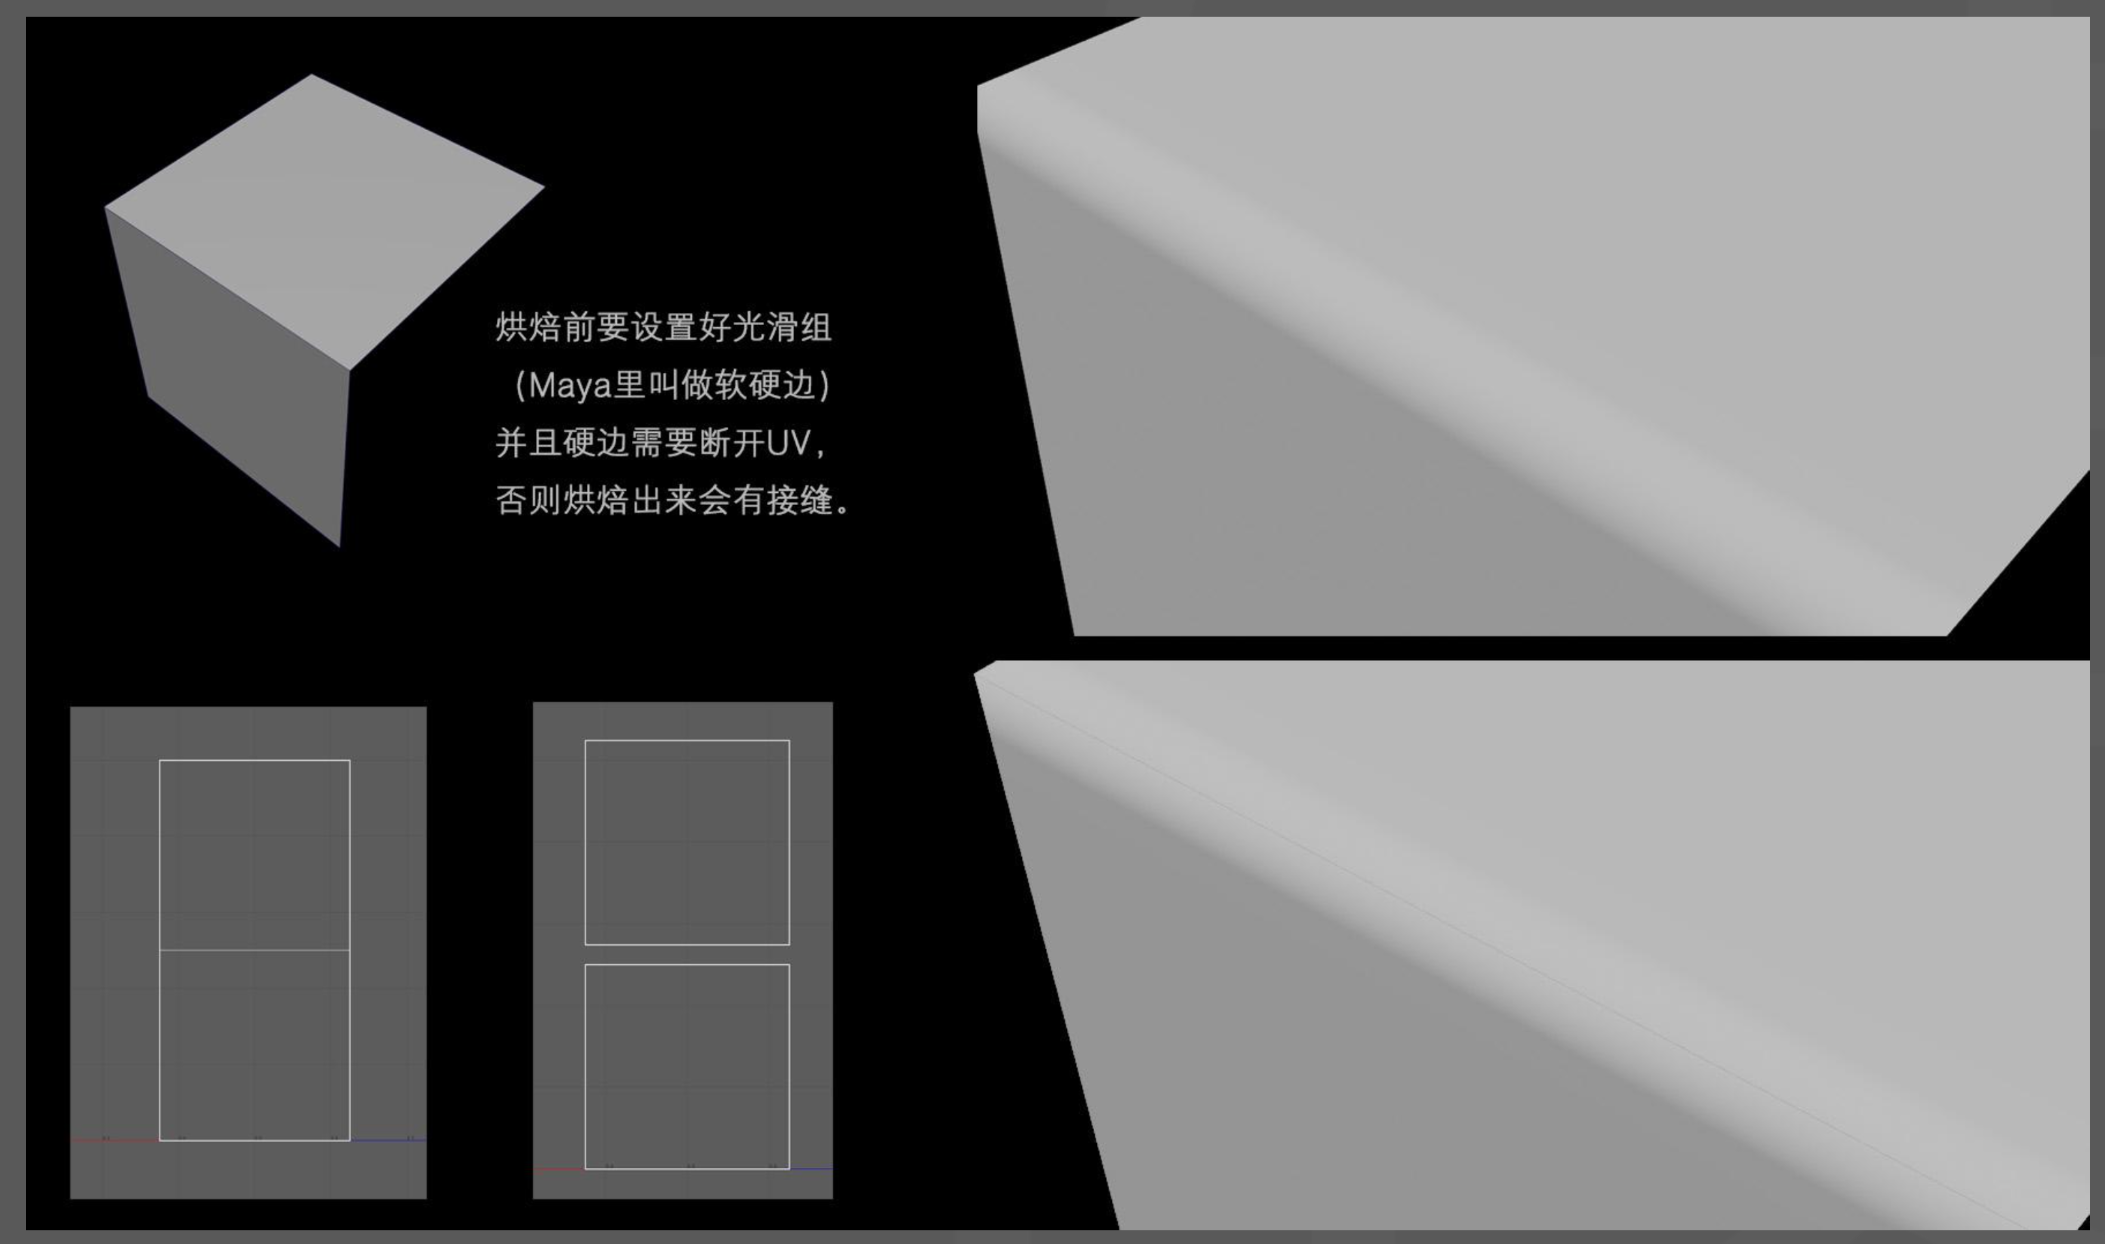 烘焙前要设置好光滑组
（Maya里叫做软硬边）
并且硬边需要断开UV，
否则烘焙出来会有接缝。